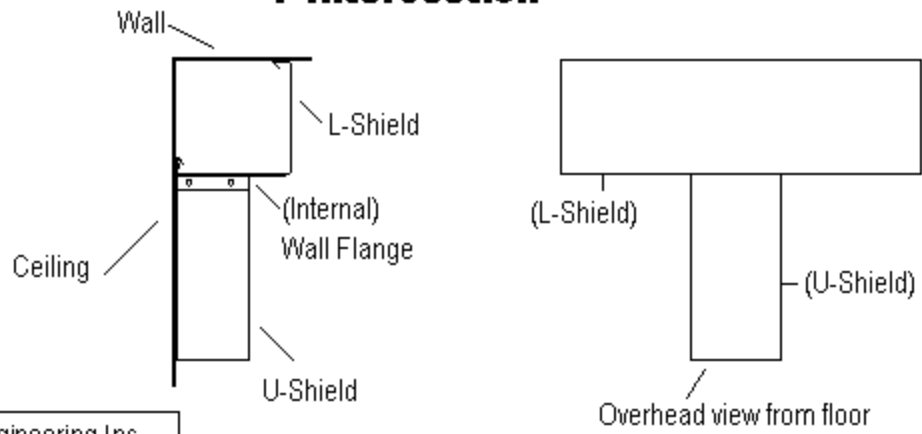 Wall
L-Shield
(Internal)
Wall Flange
Ceiling
U-Shield
(L-Shield)
(U-Shield)
Overhead view from floor